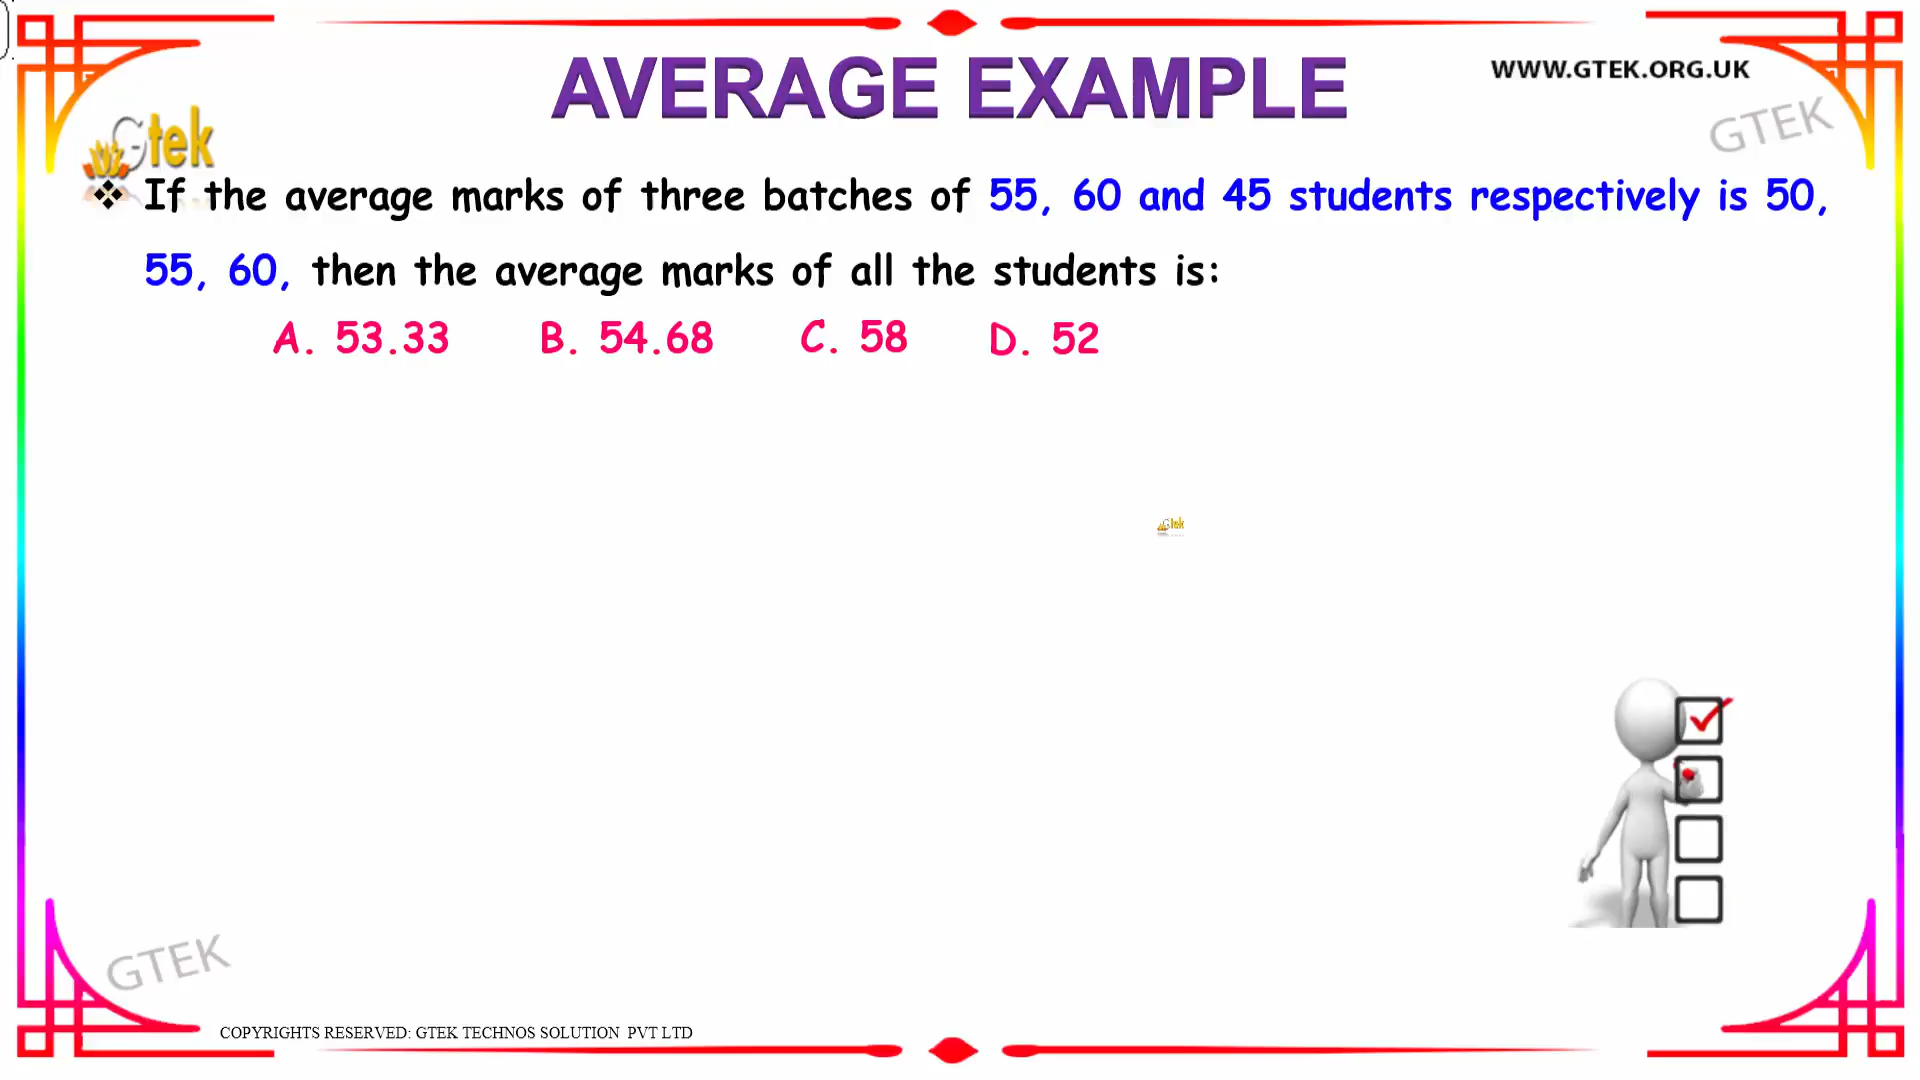 AVERAGE EXAMPLE
WWW.GTEK.ORG.UK
GTEK
Gtek
❖ If the average marks of three batches of 55, 60 and 45 students respectively is 50,
55, 60, then the average marks of all the students is:
A. 53.33 B. 54.68 C. 58 D. 52
Gtek
GTEK
COPYRIGHTS RESERVED: GTEK TECHNOS SOLUTION PVT LTD